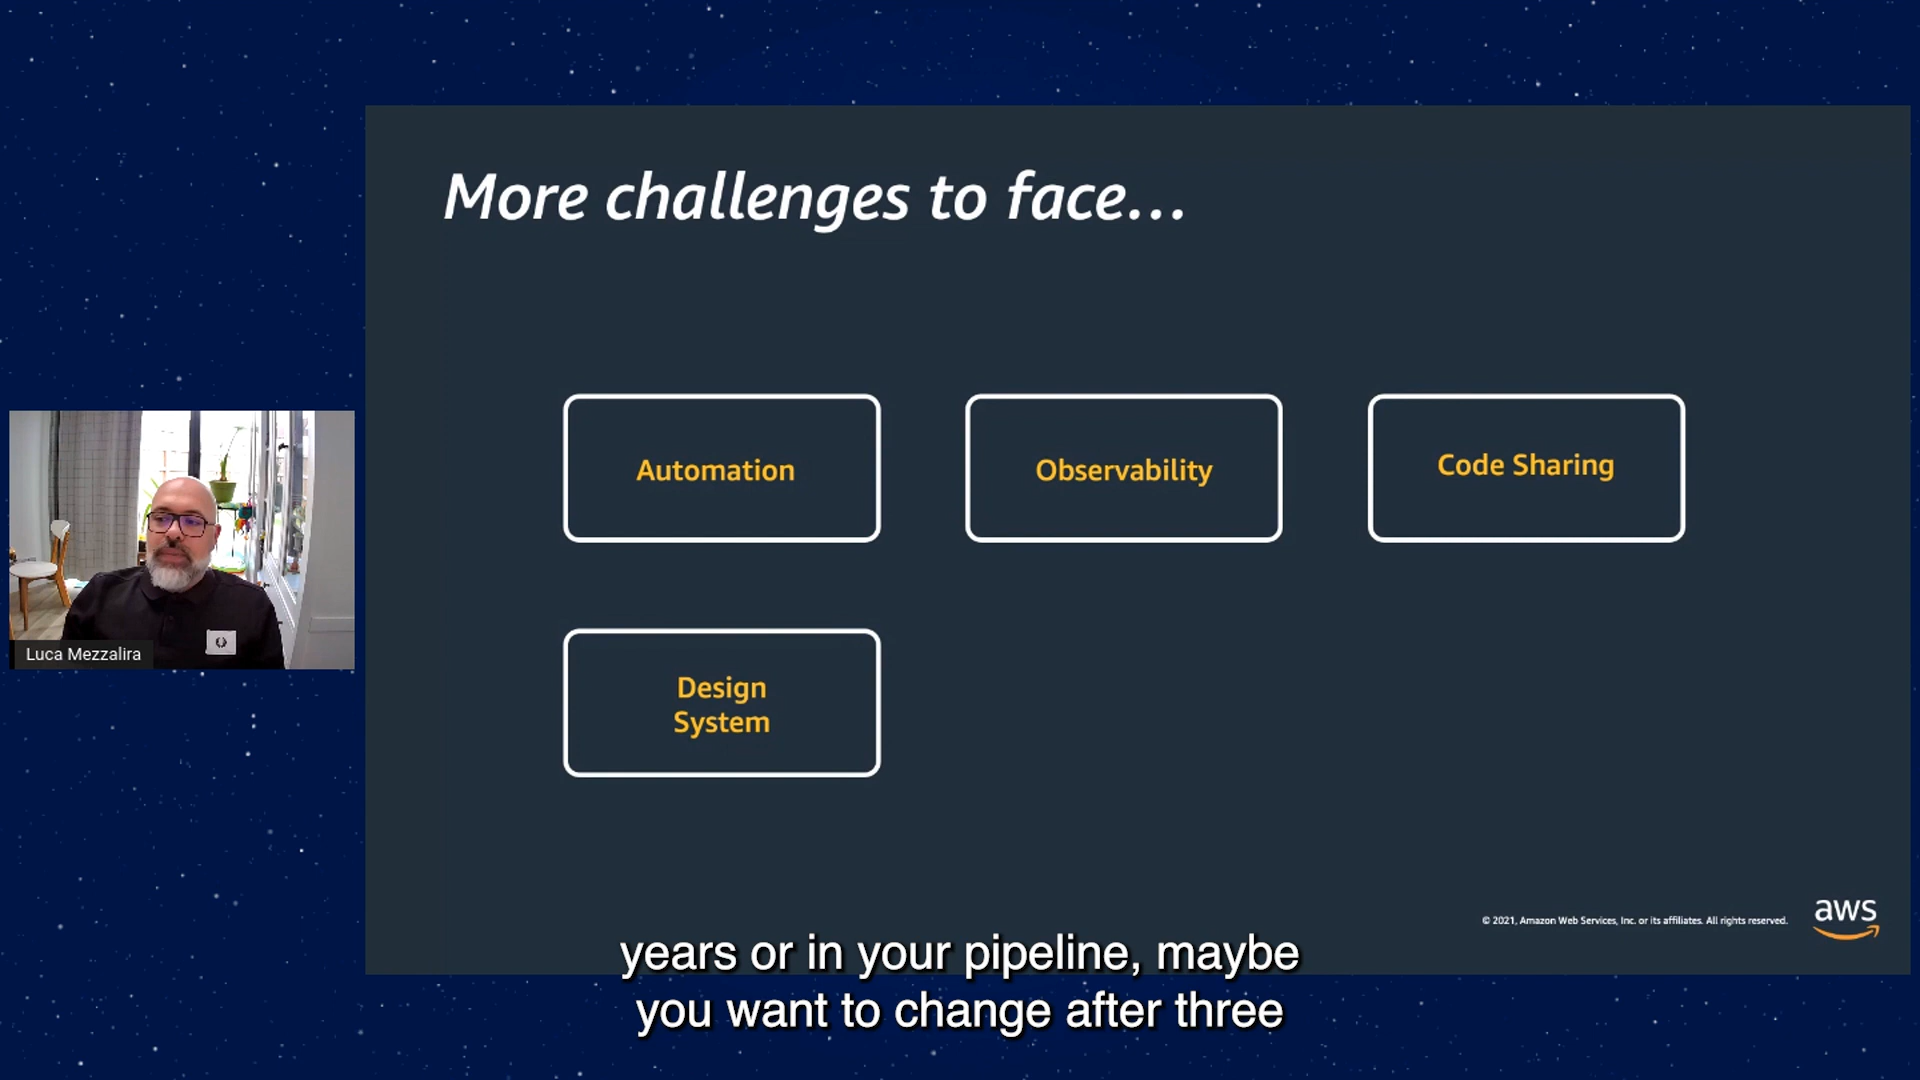 More challenges to face...
Automation
Observability
Code Sharing
Design
System
Luca Mezzalira
© 2021, Amazon Web Services, Inc. or its affiliates. All rights reserved.
aws
years or in your pipeline, maybe
you want to change after three